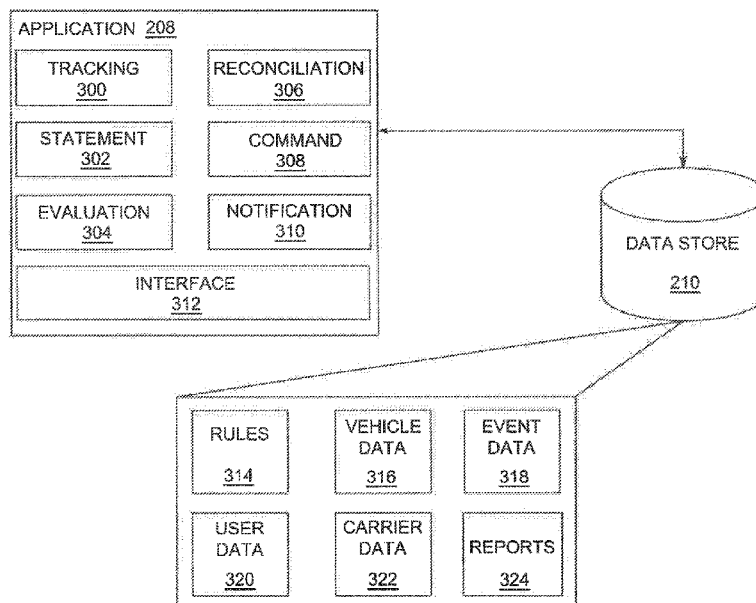 APPLICATION 208
TRACKING
300
RECONCILIATION
306
STATEMENT
302
COMMAND
308
EVALUATION
304
NOTIFICATION
310
INTERFACE
312
DATA STORE
210
RULES
314
VEHICLE
DATA
316
EVENT
DATA
318
USER
DATA
320
CARRIER
DATA
322
REPORTS
324